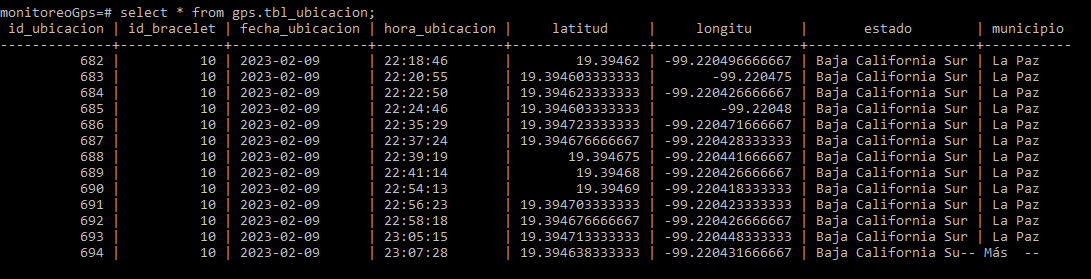 monitoreoGps=# select * from gps.tbl_ubicacion;
 id_ubicacion | id_bracelet | fecha_ubicacion | hora_ubicacion |     latitud     |     longitu      |       estado        | municipio
--------------+-------------+-----------------+----------------+-----------------+------------------+---------------------+-----------
          682 |          10 | 2023-02-09      | 22:18:46       |        19.39462 | -99.220496666667 | Baja California Sur | La Paz
          683 |          10 | 2023-02-09      | 22:20:55       | 19.394603333333 |       -99.220475 | Baja California Sur | La Paz
          684 |          10 | 2023-02-09      | 22:22:50       | 19.394623333333 | -99.220426666667 | Baja California Sur | La Paz
          685 |          10 | 2023-02-09      | 22:24:46       | 19.394603333333 |        -99.22048 | Baja California Sur | La Paz
          686 |          10 | 2023-02-09      | 22:35:29       | 19.394723333333 | -99.220471666667 | Baja California Sur | La Paz
          687 |          10 | 2023-02-09      | 22:37:24       | 19.394676666667 | -99.220428333333 | Baja California Sur | La Paz
          688 |          10 | 2023-02-09      | 22:39:19       |       19.394675 | -99.220441666667 | Baja California Sur | La Paz
          689 |          10 | 2023-02-09      | 22:41:14       |        19.39468 | -99.220426666667 | Baja California Sur | La Paz
          690 |          10 | 2023-02-09      | 22:54:13       |        19.39469 | -99.220418333333 | Baja California Sur | La Paz
          691 |          10 | 2023-02-09      | 22:56:23       | 19.394703333333 | -99.220423333333 | Baja California Sur | La Paz
          692 |          10 | 2023-02-09      | 22:58:18       | 19.394676666667 | -99.220426666667 | Baja California Sur | La Paz
          693 |          10 | 2023-02-09      | 23:05:15       | 19.394713333333 | -99.220448333333 | Baja California Sur | La Paz
          694 |          10 | 2023-02-09      | 23:07:28       | 19.394638333333 | -99.220431666667 | Baja California Su-- Más  --